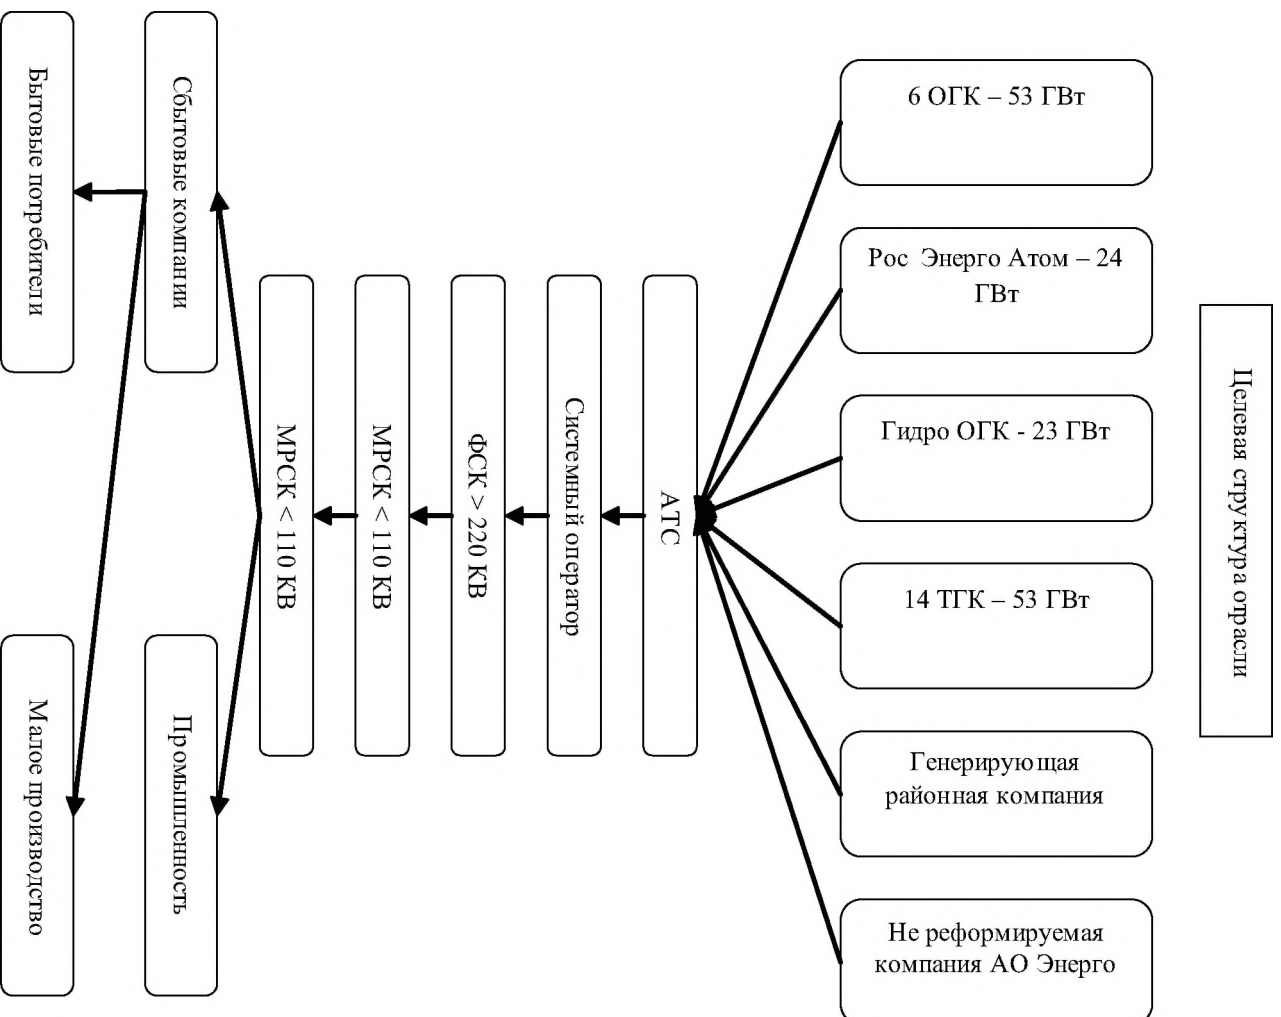 Целевая структура отрасли
6 ОГК – 53 ГВт
Рос Энерго Атом – 24
ГВт
Гидро ОГК - 23 ГВт
14 ТГК – 53 ГВт
Генерирующая
районная компания
Не реформируемая
компания АО Энерго
АТС
Системный оператор
ФСК > 220 КВ
МРСК < 110 КВ
МРСК < 110 КВ
Сбытовые компании
Промышленность
Бытовые потребители
Малое производство